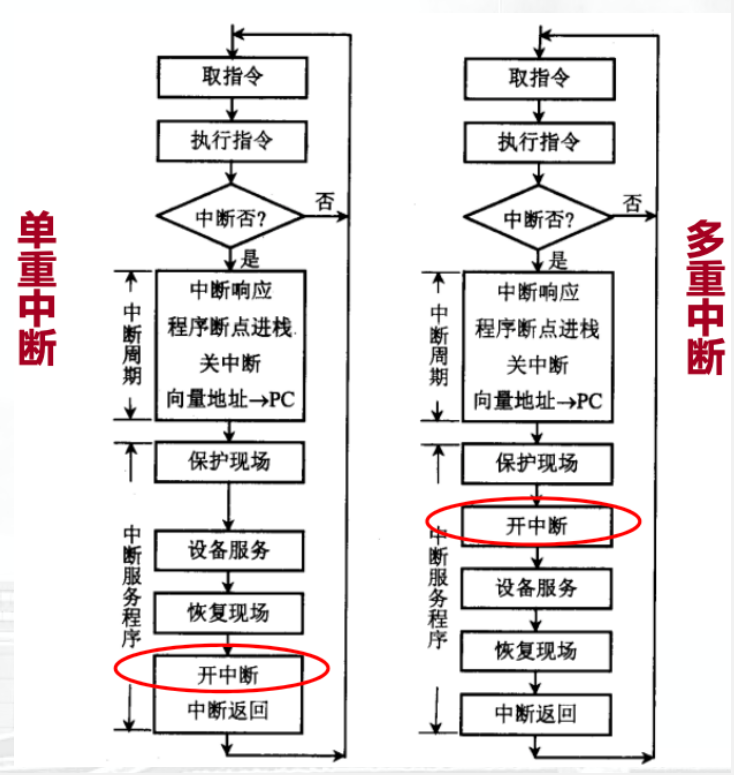 单重中断
取指令
执行指令
中断否?
否
是
中断周期
中断响应
程序断点进栈
关中断
向量地址→PC
中断服务程序
保护现场
设备服务
恢复现场
开中断
中断返回
多重中断
取指令
执行指令
中断否?
否
是
中断周期
中断响应
程序断点进栈
关中断
向量地址→PC
中断服务程序
保护现场
开中断
设备服务
恢复现场
中断返回